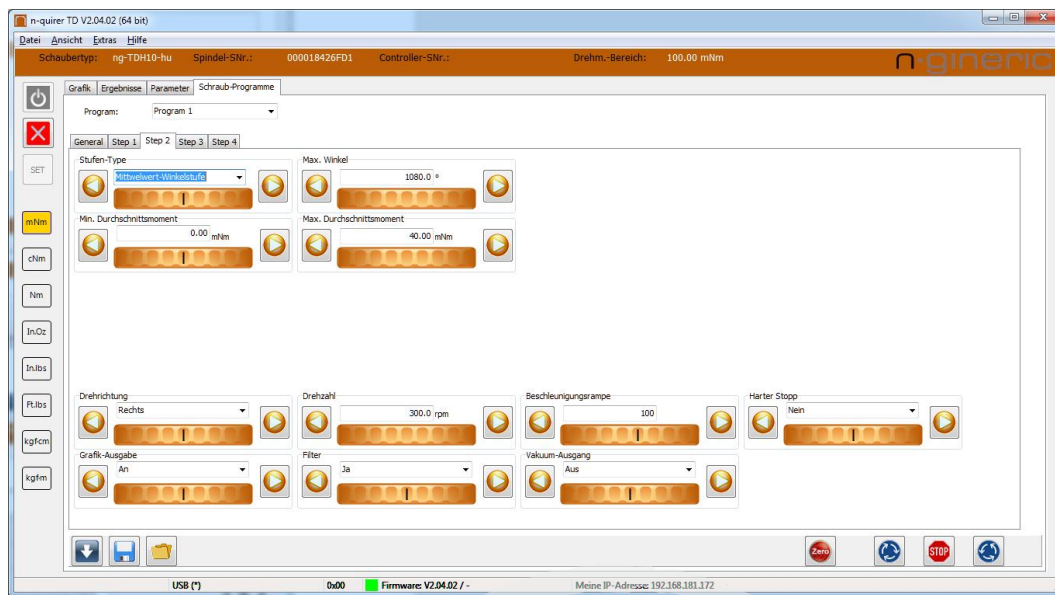 n-quirer TD V2.04.02 (64 bit)
Datei Ansicht Extras Hilfe
Schaubertyp: ng-TDH10-hu Spindel-SNr.: 000018426FD1 Controller-SNr.: Drehm.-Bereich: 100.00 mNm
n-gineric
Grafik Ergebnisse Parameter Schraub-Programme
Program: Program 1
General Step 1 Step 2 Step 3 Step 4
SET
mNm
cNm
Nm
In.Oz
In.lbs
Ft.lbs
kgfcm
kgfm
Stufen-Type Max. Winkel
Mittwelwert-Winkelstufe 1080.0 °
Min. Durchschnittsmoment Max. Durchschnittsmoment
0.00 mNm 40.00 mNm
Drehrichtung Drehzahl Beschleunigungsrampe Harter Stopp
Rechts 300.0 rpm 100 Nein
Grafik-Ausgabe Filter Vakuum-Ausgang
An Ja Aus
Zero STOP
USB (*) 0x00 Firmware: V2.04.02 / - Meine IP-Adresse: 192.168.181.172